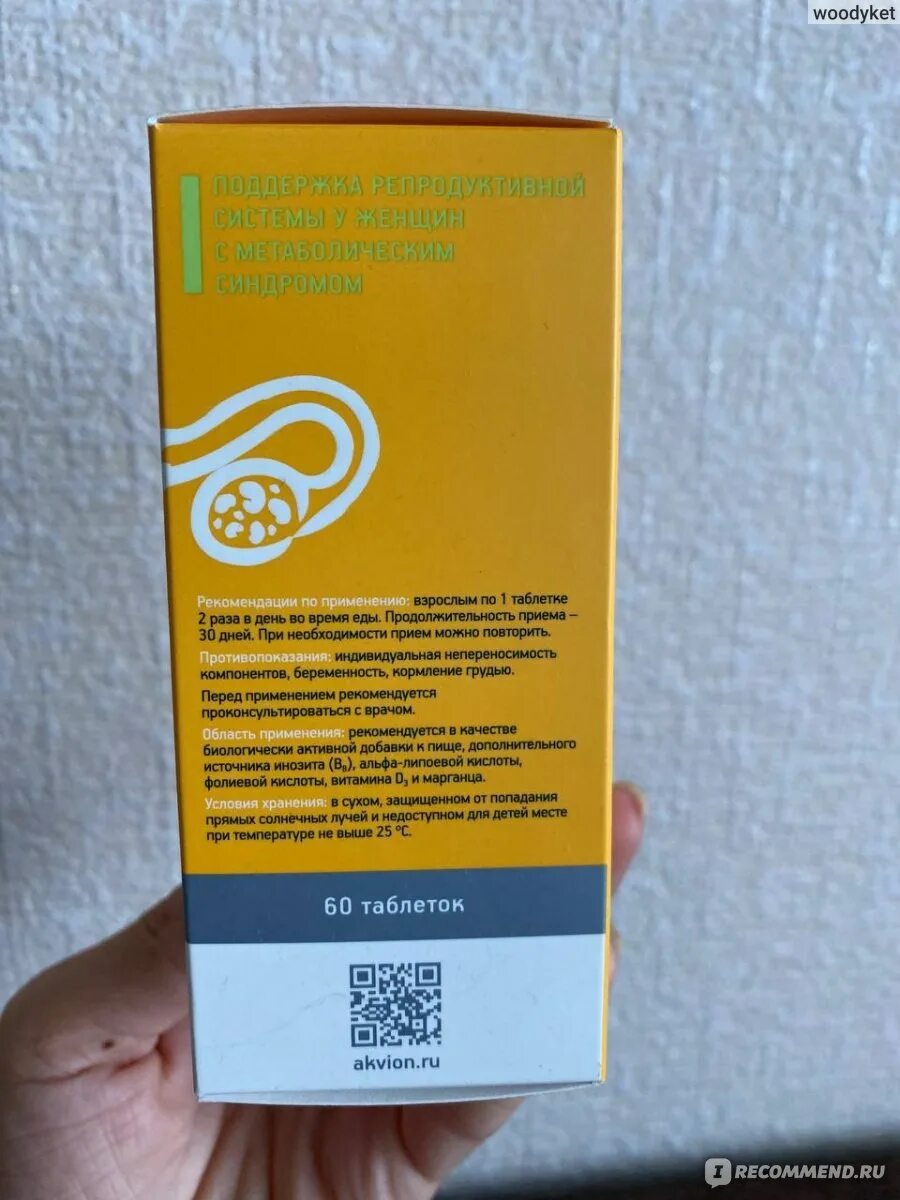 woodyket
ПОДДЕРЖКА РЕПРОДУКТИВНОЙ
СИСТЕМЫ У ЖЕНЩИН
С МЕТАБОЛИЧЕСКИМ
СИНДРОМОМ
Рекомендации по применению: взрослым по 1 таблетке
2 раза в день во время еды. Продолжительность приема –
30 дней. При необходимости прием можно повторить.
Противопоказания: индивидуальная непереносимость
компонентов, беременность, кормление грудью.
Перед применением рекомендуется
проконсультироваться с врачом.
Область применения: рекомендуется в качестве
биологически активной добавки к пище, дополнительного
источника инозита (B₈), альфа-липоевой кислоты,
фолиевой кислоты, витамина D₃ и марганца.
Условия хранения: в сухом, защищенном от попадания
прямых солнечных лучей и недоступном для детей месте
при температуре не выше 25 °C.
60 таблеток
akvion.ru
IRECOMMEND.RU